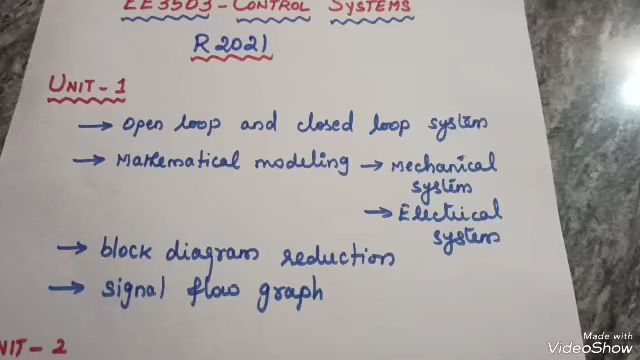 EE3503 - CONTROL SYSTEMS
R 2021
UNIT - 1
→ open loop and closed loop system
→ Mathematical modeling → Mechanical system
→ Electrical system
→ block diagram reduction
→ signal flow graph
UNIT - 2
Made with
VideoShow